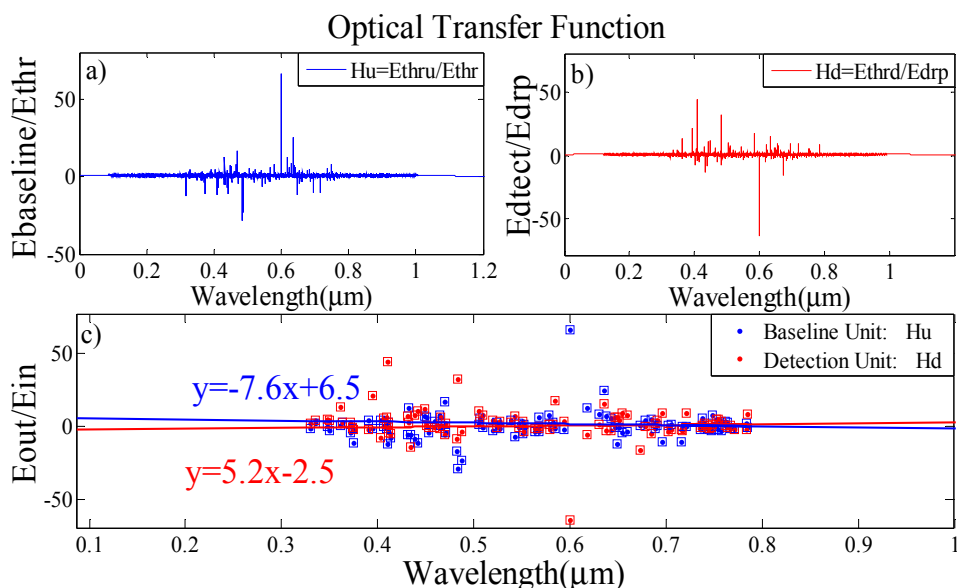 Optical Transfer Function
a)
Hu=Ethru/Ethr
Ebaseline/Ethr
50
0
-50
0
0.2
0.4
0.6
0.8
1
1.2
Wavelength(μm)
b)
Hd=Ethrd/Edrp
Edtect/Edrp
50
0
-50
0
0.2
0.4
0.6
0.8
1
1.2
Wavelength(μm)
c)
Baseline Unit: Hu
Detection Unit: Hd
y=-7.6x+6.5
y=5.2x-2.5
Eout/Ein
50
0
-50
0.1
0.2
0.3
0.4
0.5
0.6
0.7
0.8
0.9
1
Wavelength(μm)